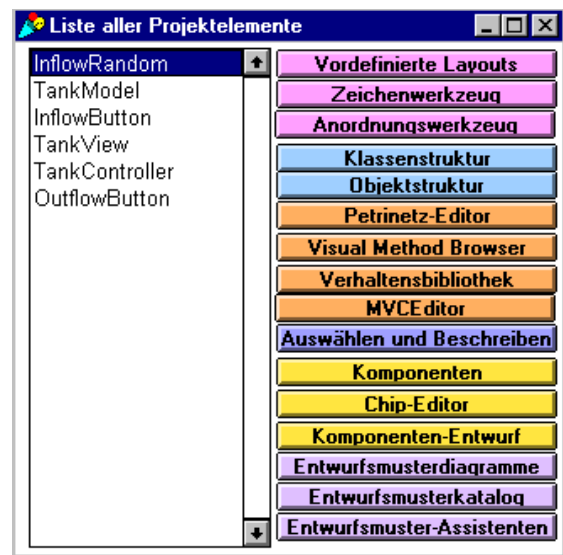 Liste aller Projektelemente
InflowRandom
TankModel
InflowButton
TankView
TankController
OutflowButton
Vordefinierte Layouts
Zeichenwerkzeug
Anordnungswerkzeug
Klassenstruktur
Objektstruktur
Petrinetz-Editor
Visual Method Browser
Verhaltensbibliothek
MVCEditor
Auswählen und Beschreiben
Komponenten
Chip-Editor
Komponenten-Entwurf
Entwurfsmusterdiagramme
Entwurfsmusterkatalog
Entwurfsmuster-Assistenten